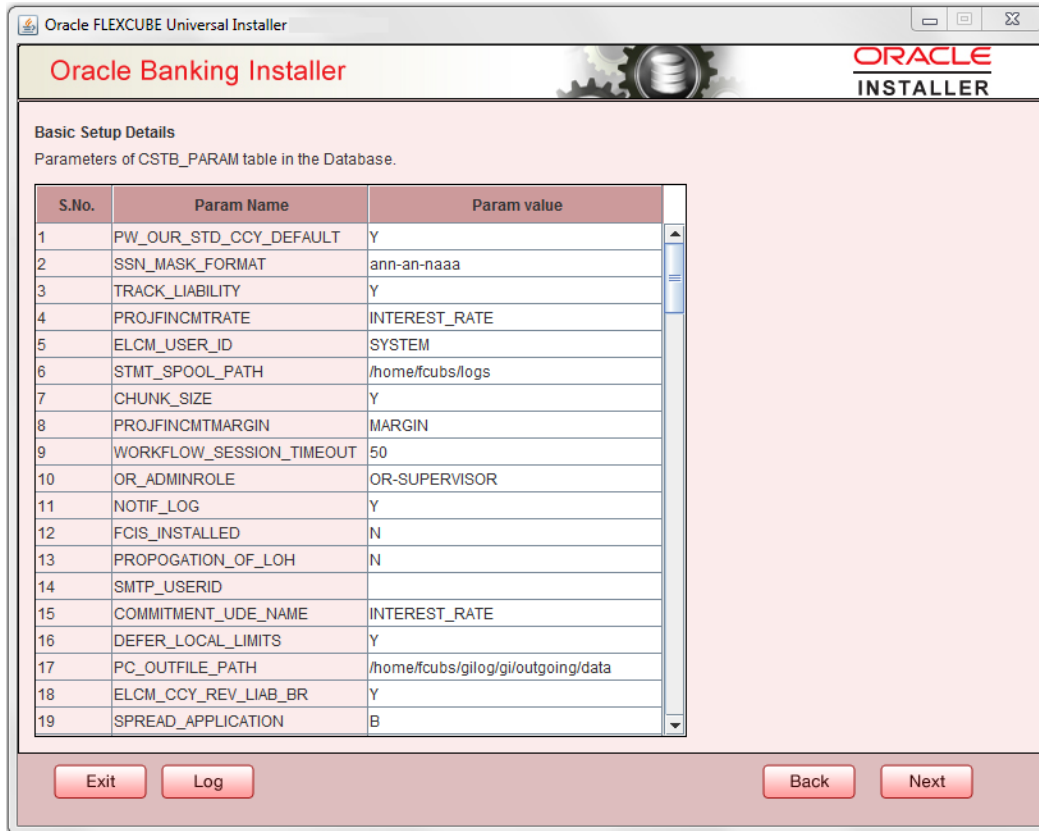 Oracle FLEXCUBE Universal Installer
Oracle Banking Installer
ORACLE
INSTALLER
Basic Setup Details
Parameters of CSTB_PARAM table in the Database.
S.No. Param Name Param value
1 PW_OUR_STD_CCY_DEFAULT Y
2 SSN_MASK_FORMAT ann-an-naaa
3 TRACK_LIABILITY Y
4 PROJFINCMTRATE INTEREST_RATE
5 ELCM_USER_ID SYSTEM
6 STMT_SPOOL_PATH /home/fcubs/logs
7 CHUNK_SIZE Y
8 PROJFINCMTMARGIN MARGIN
9 WORKFLOW_SESSION_TIMEOUT 50
10 OR_ADMINROLE OR-SUPERVISOR
11 NOTIF_LOG Y
12 FCIS_INSTALLED N
13 PROPOGATION_OF_LOH N
14 SMTP_USERID
15 COMMITMENT_UDE_NAME INTEREST_RATE
16 DEFER_LOCAL_LIMITS Y
17 PC_OUTFILE_PATH /home/fcubs/gilog/gi/outgoing/data
18 ELCM_CCY_REV_LIAB_BR Y
19 SPREAD_APPLICATION B
Exit Log Back Next